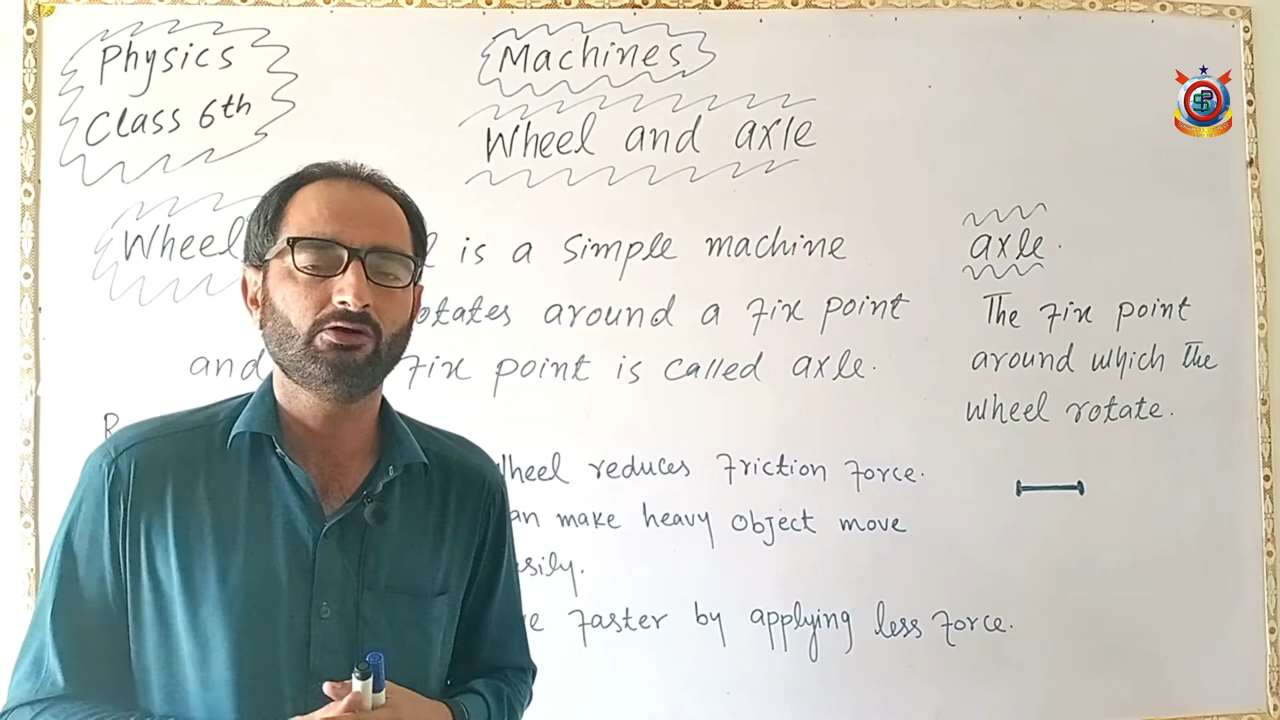 Physics
Class 6th
Machines
Wheel and axle
Wheel is a simple machine
otates around a fix point
and fix point is called axle.
axle.
The fix point
around which the
wheel rotate.
Wheel reduces friction force.
an make heavy object move
sily.
faster by applying less force.